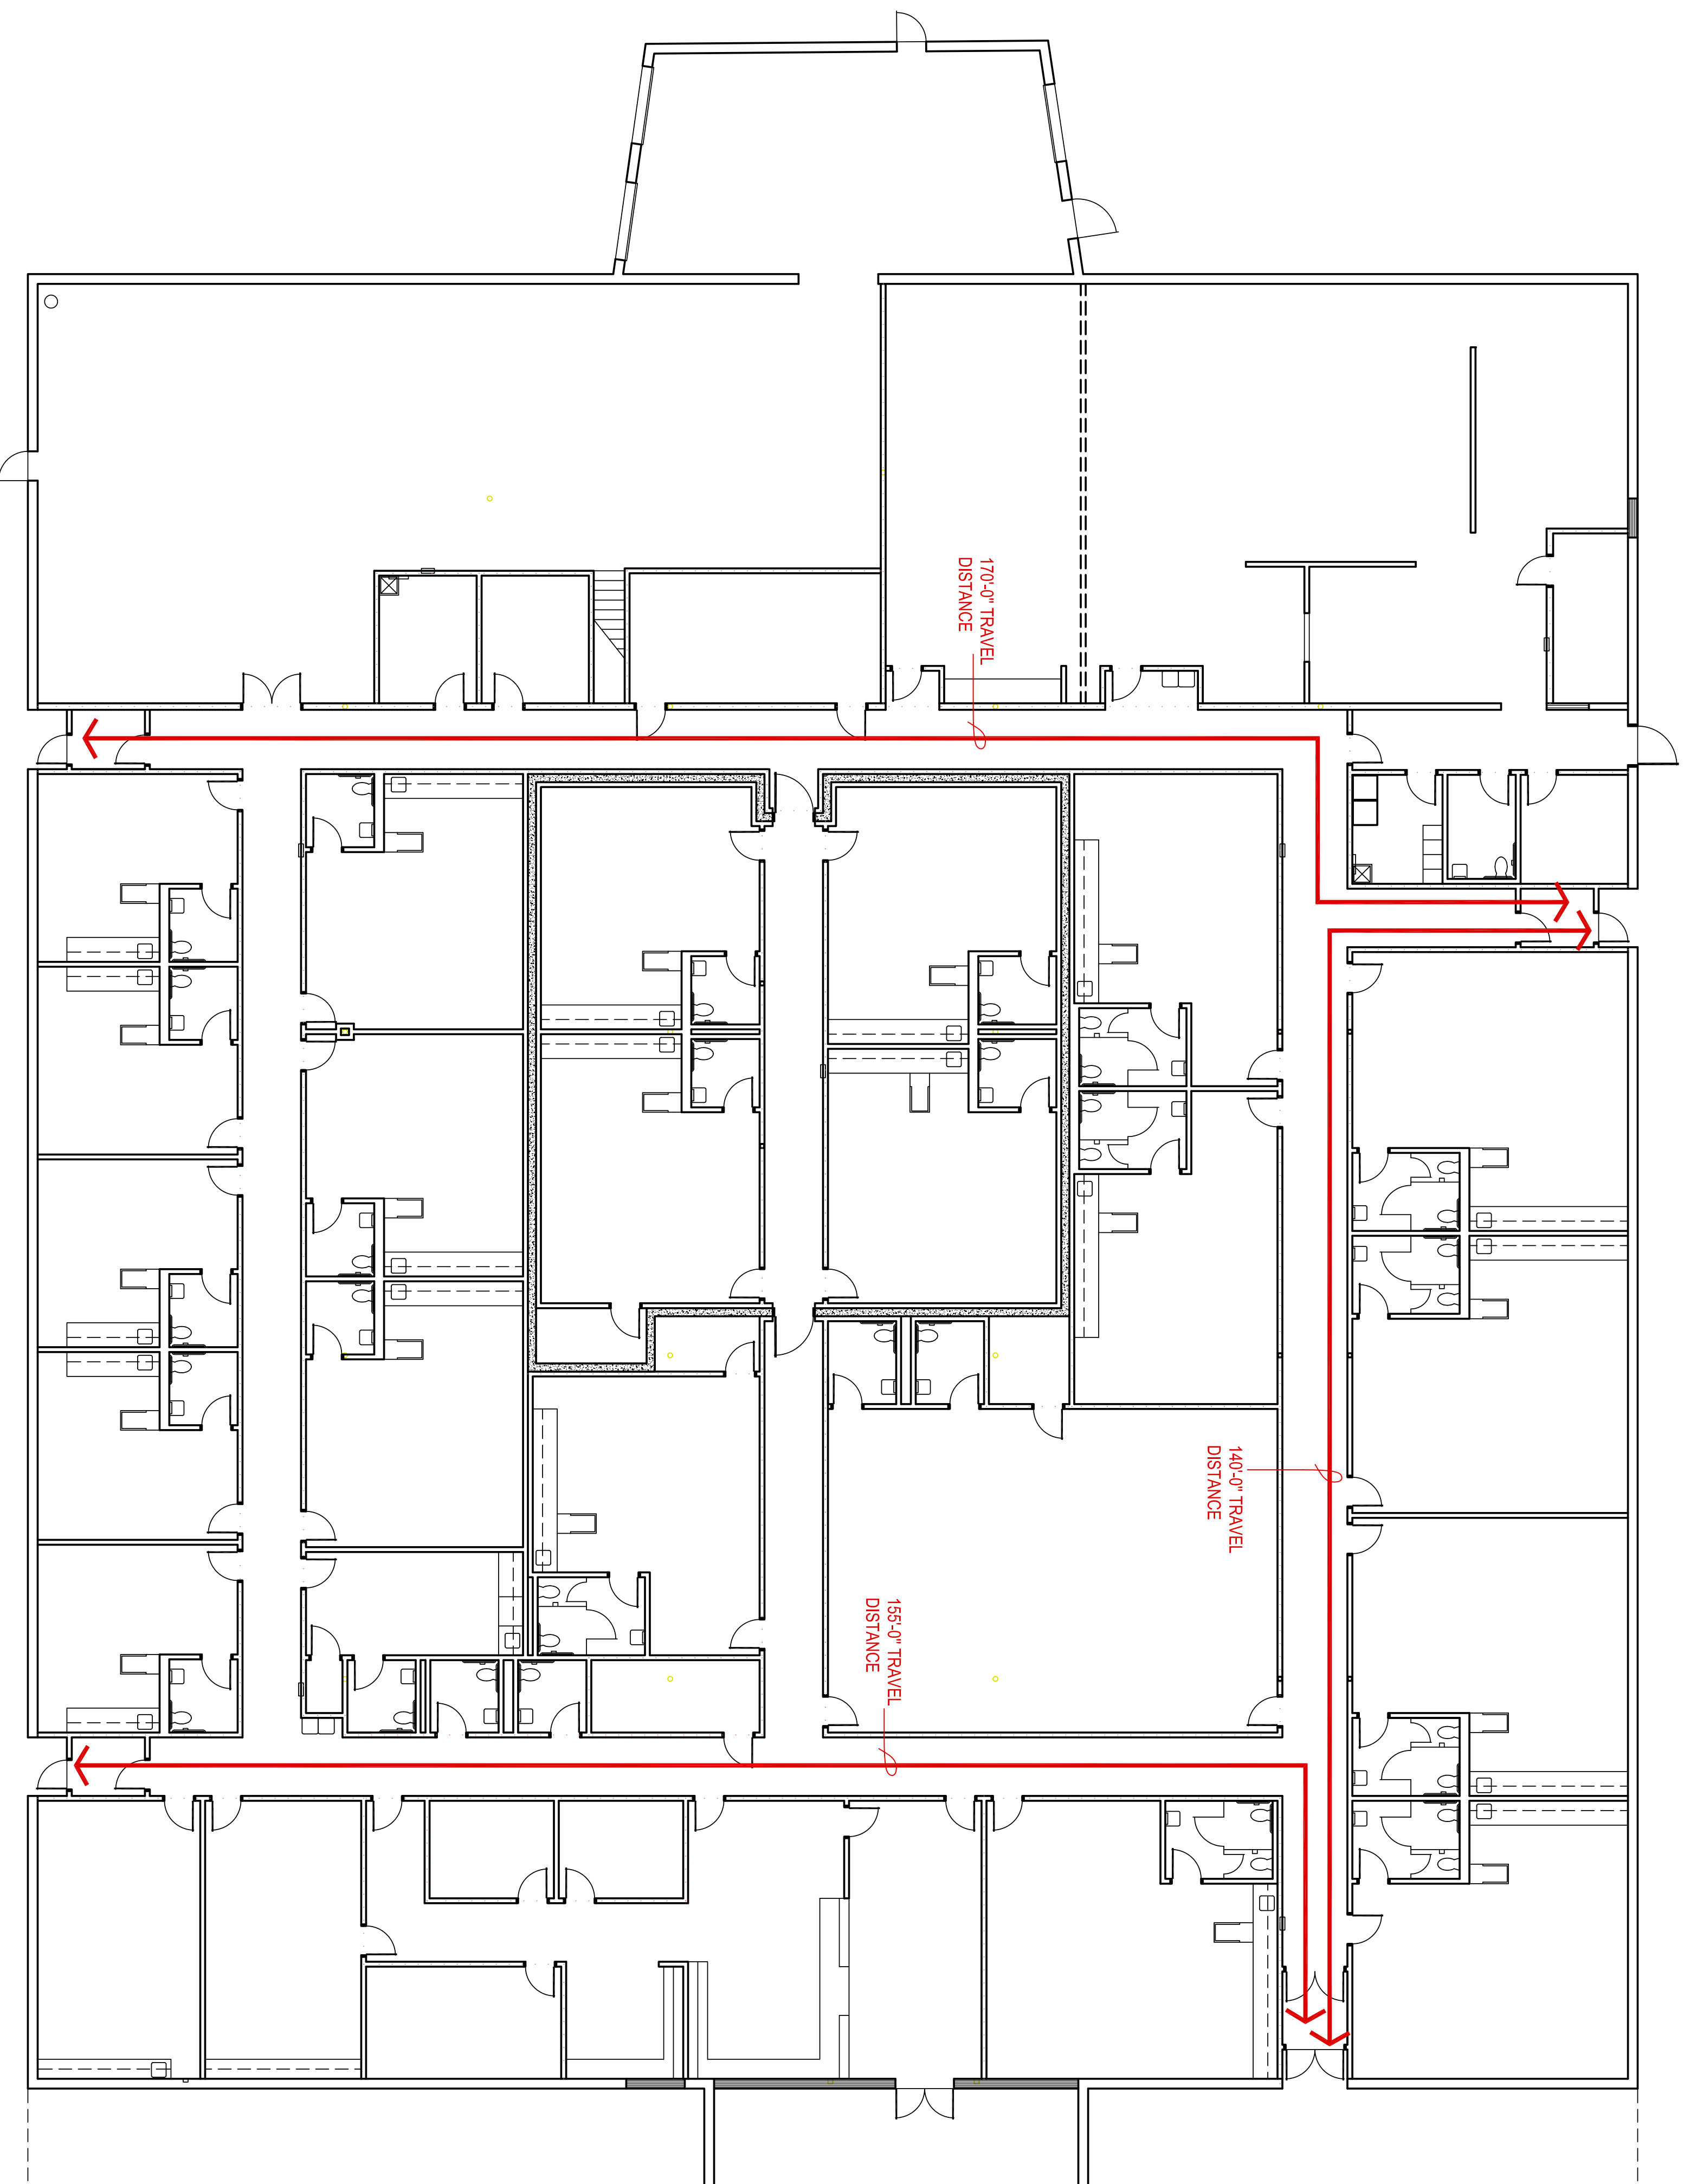 170'-0" TRAVEL
DISTANCE
140'-0" TRAVEL
DISTANCE
155'-0" TRAVEL
DISTANCE